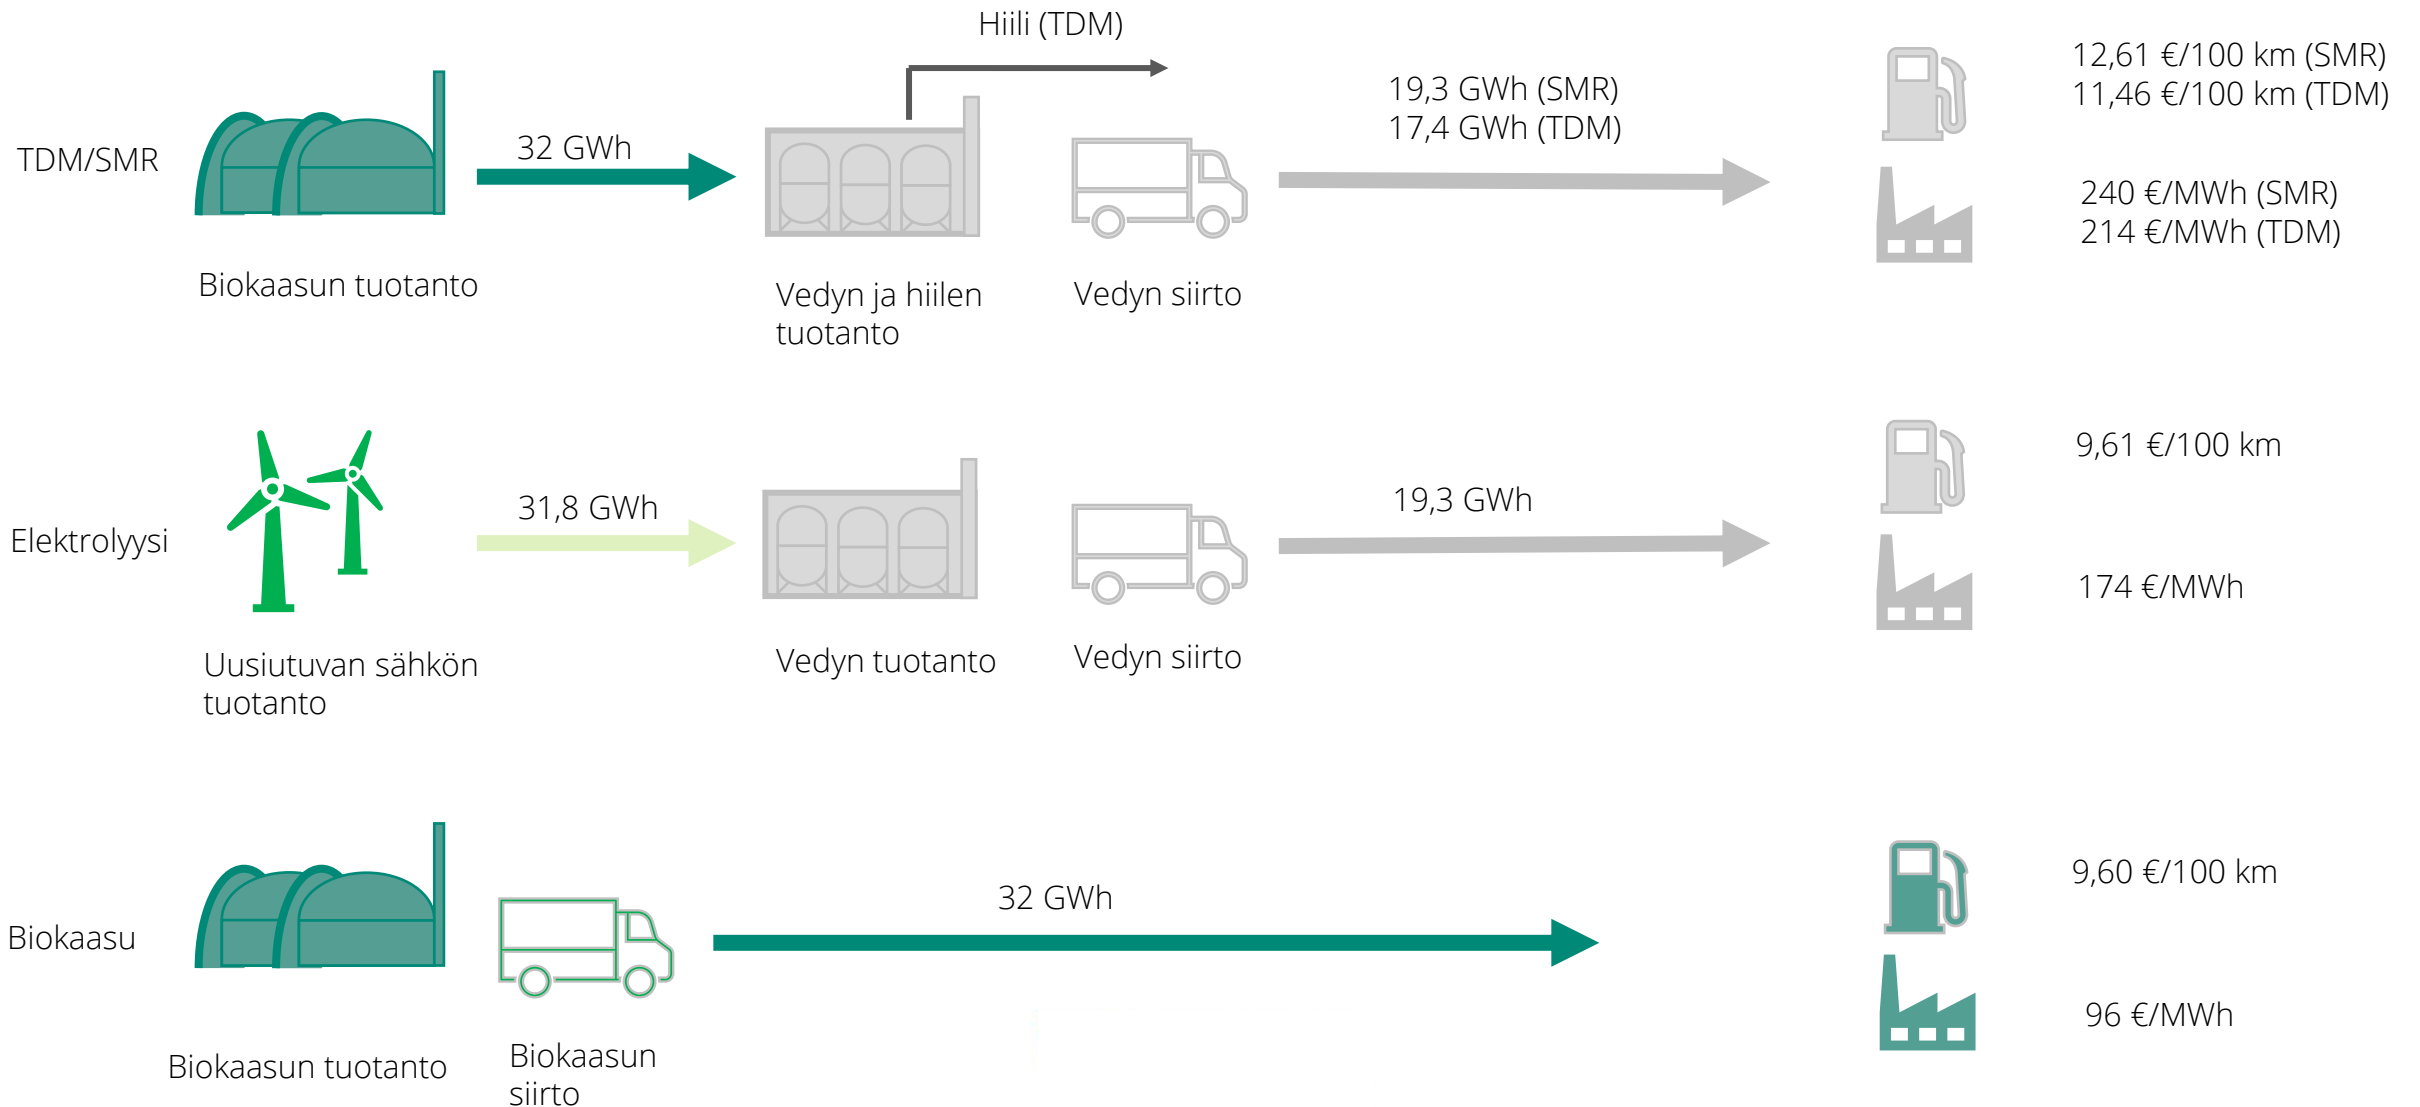 Hiili (TDM)
TDM/SMR
32 GWh
19,3 GWh (SMR)
17,4 GWh (TDM)
12,61 €/100 km (SMR)
11,46 €/100 km (TDM)
240 €/MWh (SMR)
214 €/MWh (TDM)
Biokaasun tuotanto
Vedyn ja hiilen
tuotanto
Vedyn siirto
Elektrolyysi
31,8 GWh
19,3 GWh
9,61 €/100 km
174 €/MWh
Uusiutuvan sähkön
tuotanto
Vedyn tuotanto
Vedyn siirto
Biokaasu
32 GWh
9,60 €/100 km
96 €/MWh
Biokaasun tuotanto
Biokaasun
siirto